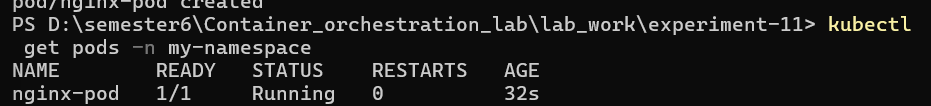 pod/nginx-pod created
PS D:\semester6\Container_orchestration_lab\lab_work\experiment-11> kubectl
 get pods -n my-namespace
NAME        READY   STATUS    RESTARTS   AGE
nginx-pod   1/1     Running   0          32s